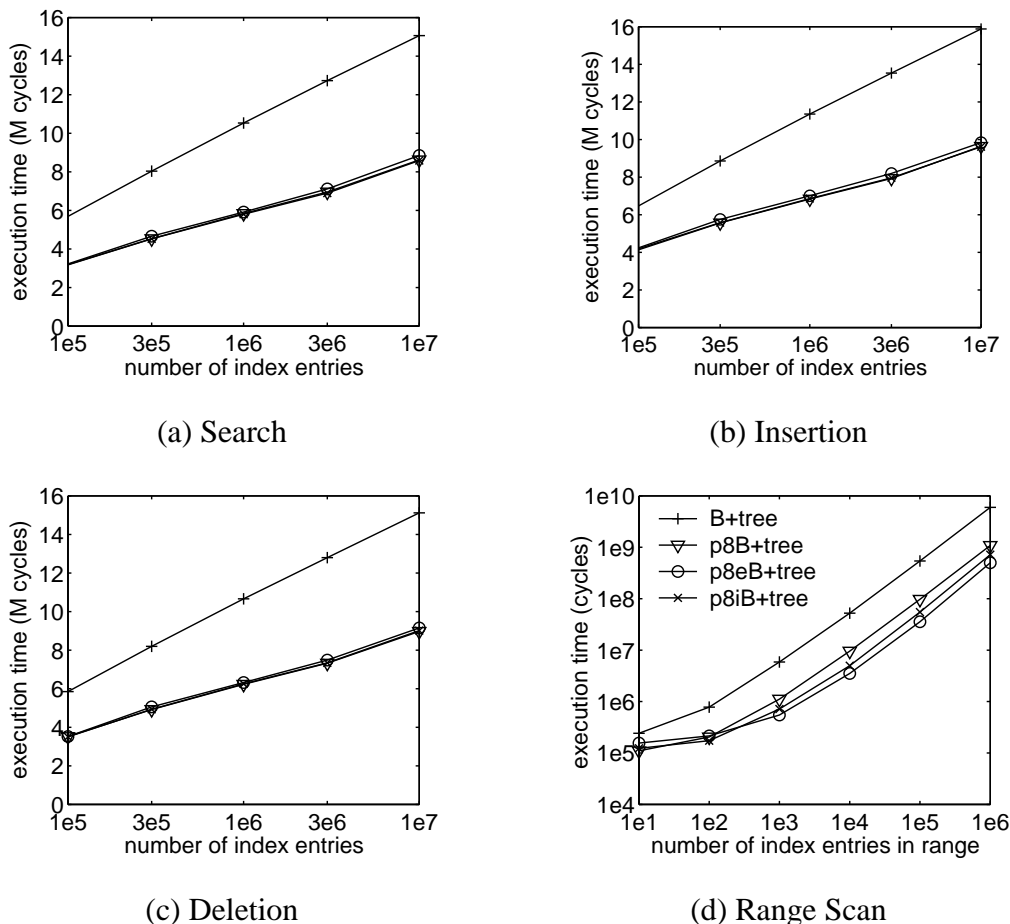 16
14
12
10
8
6
4
2
0
execution time (M cycles)
1e5 3e5 1e6 3e6 1e7
number of index entries
(a) Search
16
14
12
10
8
6
4
2
0
execution time (M cycles)
1e5 3e5 1e6 3e6 1e7
number of index entries
(b) Insertion
16
14
12
10
8
6
4
2
0
execution time (M cycles)
1e5 3e5 1e6 3e6 1e7
number of index entries
(c) Deletion
1e10
1e9
1e8
1e7
1e6
1e5
1e4
execution time (cycles)
B+tree
p8B+tree
p8eB+tree
p8iB+tree
1e1 1e2 1e3 1e4 1e5 1e6
number of index entries in range
(d) Range Scan